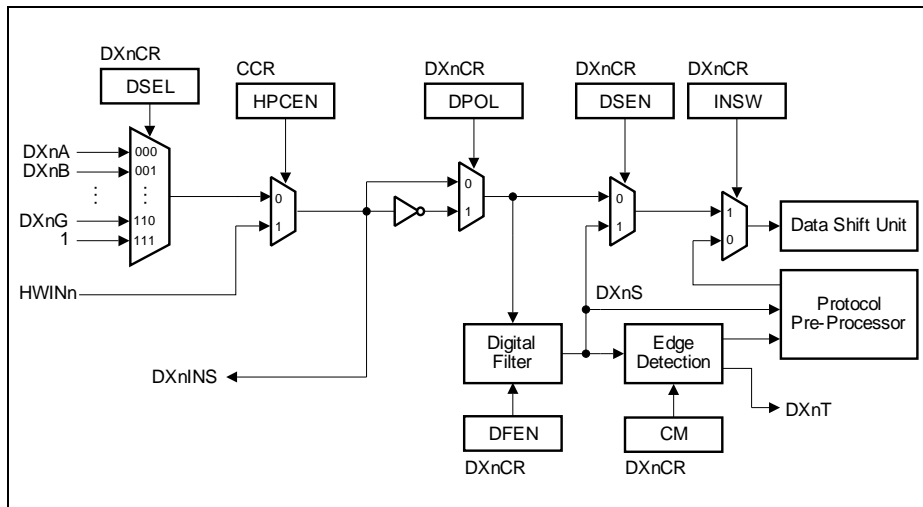 DXnCR
DSEL
CCR
HPCEN
DXnCR
DPOL
DXnCR
DSEN
DXnCR
INSW
DXnA
000
DXnB
001
⋮
⋮
⋮
DXnG
110
1
111
0
1
0
1
0
1
1
0
Data Shift Unit
HWINn
DXnS
Protocol
Pre-Processor
Digital
Filter
Edge
Detection
DXnINS
DXnT
DFEN
CM
DXnCR
DXnCR